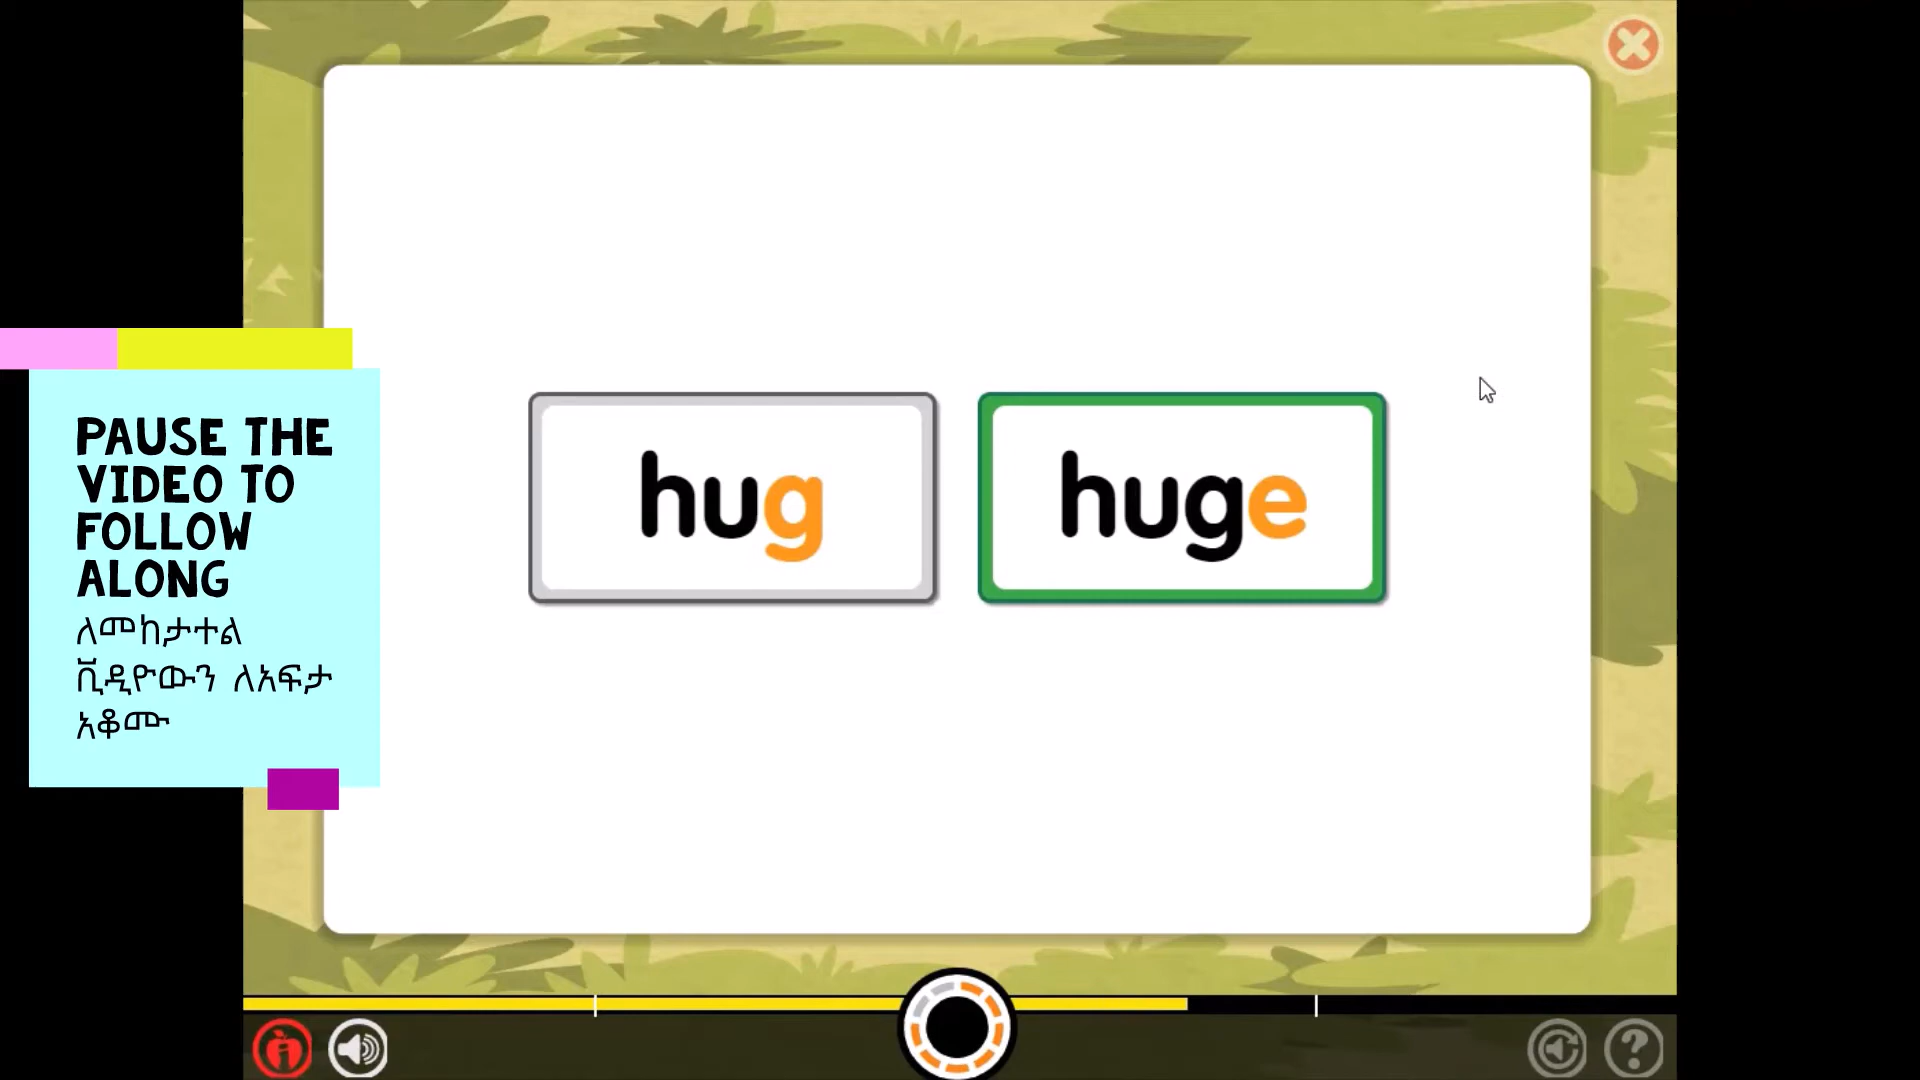 PAUSE THE
VIDEO TO
FOLLOW
ALONG
ለመከታተል
ቪዲዮውን ለአፍታ
አቆሙ
hug
huge